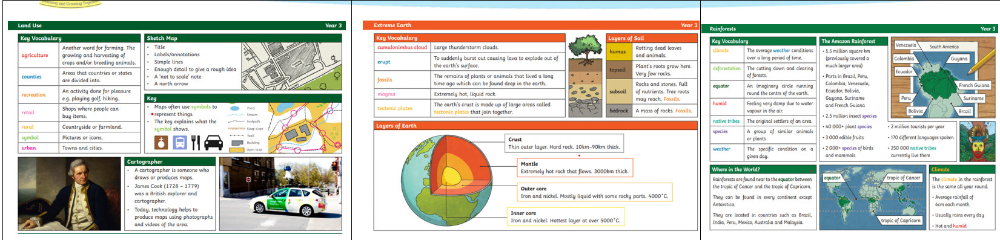 Learning and Growing Together
Land Use Year 3
Key Vocabulary
agriculture
Another word for farming. The
growing and harvesting of
crops and/or breeding animals.
counties
Areas that countries or states
are divided into.
recreation
An activity done for pleasure
e.g. playing golf, hiking.
retail
Shops where people can
buy items.
rural
Countryside or farmland.
symbol
Pictures or icons.
urban
Towns and cities.
Sketch Map
• Title
• Labels/annotations
• Simple lines
• Enough detail to give a rough idea
• A 'not to scale' note
• A north arrow
Key
• Maps often use symbols to
represent things.
• The key explains what the
symbol shows.
Pond
Stream
Footpath
Steep slope
Wall
Building
Open land
Cartographer
• A cartographer is someone who
draws or produces maps.
• James Cook (1728 – 1779)
was a British explorer and
cartographer.
• Today, technology helps to
produce maps using photographs
and videos of the area.
Extreme Earth Year 3
Key Vocabulary
cumulonimbus cloud
Large thunderstorm clouds.
erupt
To suddenly burst out causing lava to explode out of
the earth's surface.
fossils
The remains of plants or animals that lived a long
time ago which can be found deep in the earth.
magma
Extremely hot, liquid rock.
tectonic plates
The earth's crust is made up of large areas called
tectonic plates that join together.
Layers of Soil
humus
Rotting dead leaves
and animals.
topsoil
Plant's roots grow here.
Very few rocks.
subsoil
Rocks and stones. Full
of nutrients. Tree roots
may reach. Fossils.
bedrock
A mass of rocks. Fossils.
Layers of Earth
Crust
Thin outer layer. Hard rock. 10km–90km thick.
Mantle
Extremely hot rock that flows. 3000km thick.
Outer core
Iron and nickel. Mostly liquid with some rocky parts. 4000°C.
Inner core
Iron and nickel. Hottest layer at over 5000°C.
Rainforests Year 3
Key Vocabulary
climate
The average weather conditions
over a long period of time.
deforestation
The cutting down and clearing
of forests.
equator
An imaginary circle running
round the centre of the earth.
humid
Feeling very damp due to water
vapour in the air.
native tribes
The original settlers of an area.
species
A group of similar animals
or plants
weather
The specific condition on a
given day.
The Amazon Rainforest
• 5.5 million square km
(previously covered a
much larger area)
• Parts in Brazil, Peru,
Colombia, Venezuela,
Ecuador, Bolivia,
Guyana, Suriname
and French Guiana
• 2.5 million insect species
• 40 000+ plant species
• 3 000 edible fruits
• 2 000+ species of birds
and mammals
• 2 million tourists per year
• 170 different languages spoken
• 250 000 native tribes
currently live there
Venezuela
South America
Colombia
Guyana
Ecuador
French Guiana
Peru
Suriname
Bolivia
Brazil
Where in the World?
Rainforests are found near to the equator between
the tropic of Cancer and the tropic of Capricorn.
They can be found in every continent except
Antarctica.
They are located in countries such as Brazil,
India, Peru, Mexico, Australia and Malaysia.
equator
tropic of Cancer
tropic of Capricorn
Climate
The climate in the rainforest
is the same all year round.
• Average rainfall of
6cm each month
• Usually rains every day
• Hot and humid